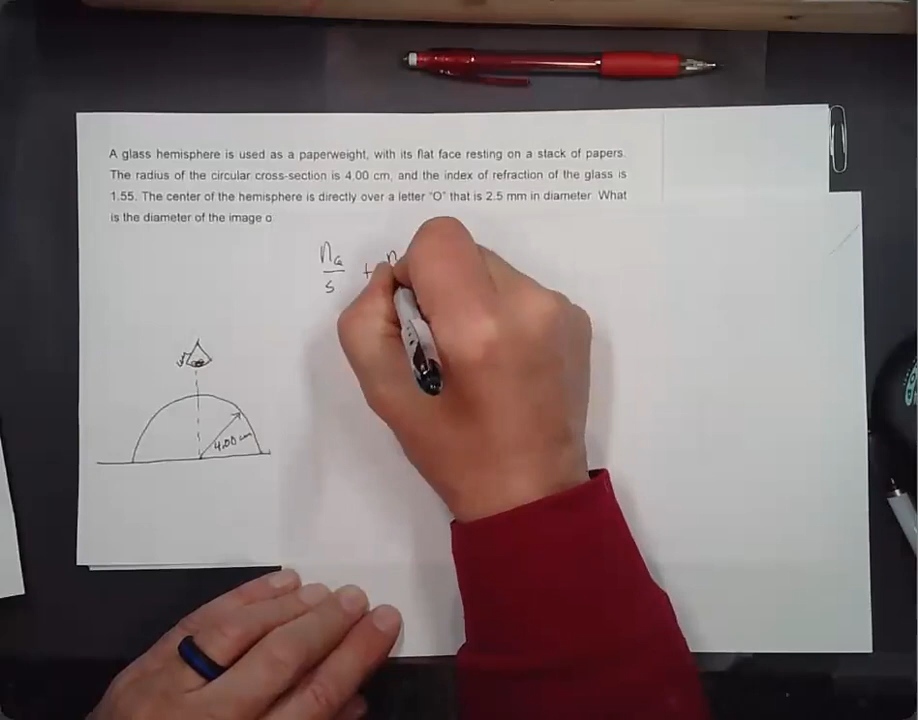 A glass hemisphere is used as a paperweight, with its flat face resting on a stack of papers.
The radius of the circular cross-section is 4.00 cm, and the index of refraction of the glass is
1.55. The center of the hemisphere is directly over a letter "O" that is 2.5 mm in diameter. What
is the diameter of the image o
na
s
+ n
4.00 cm